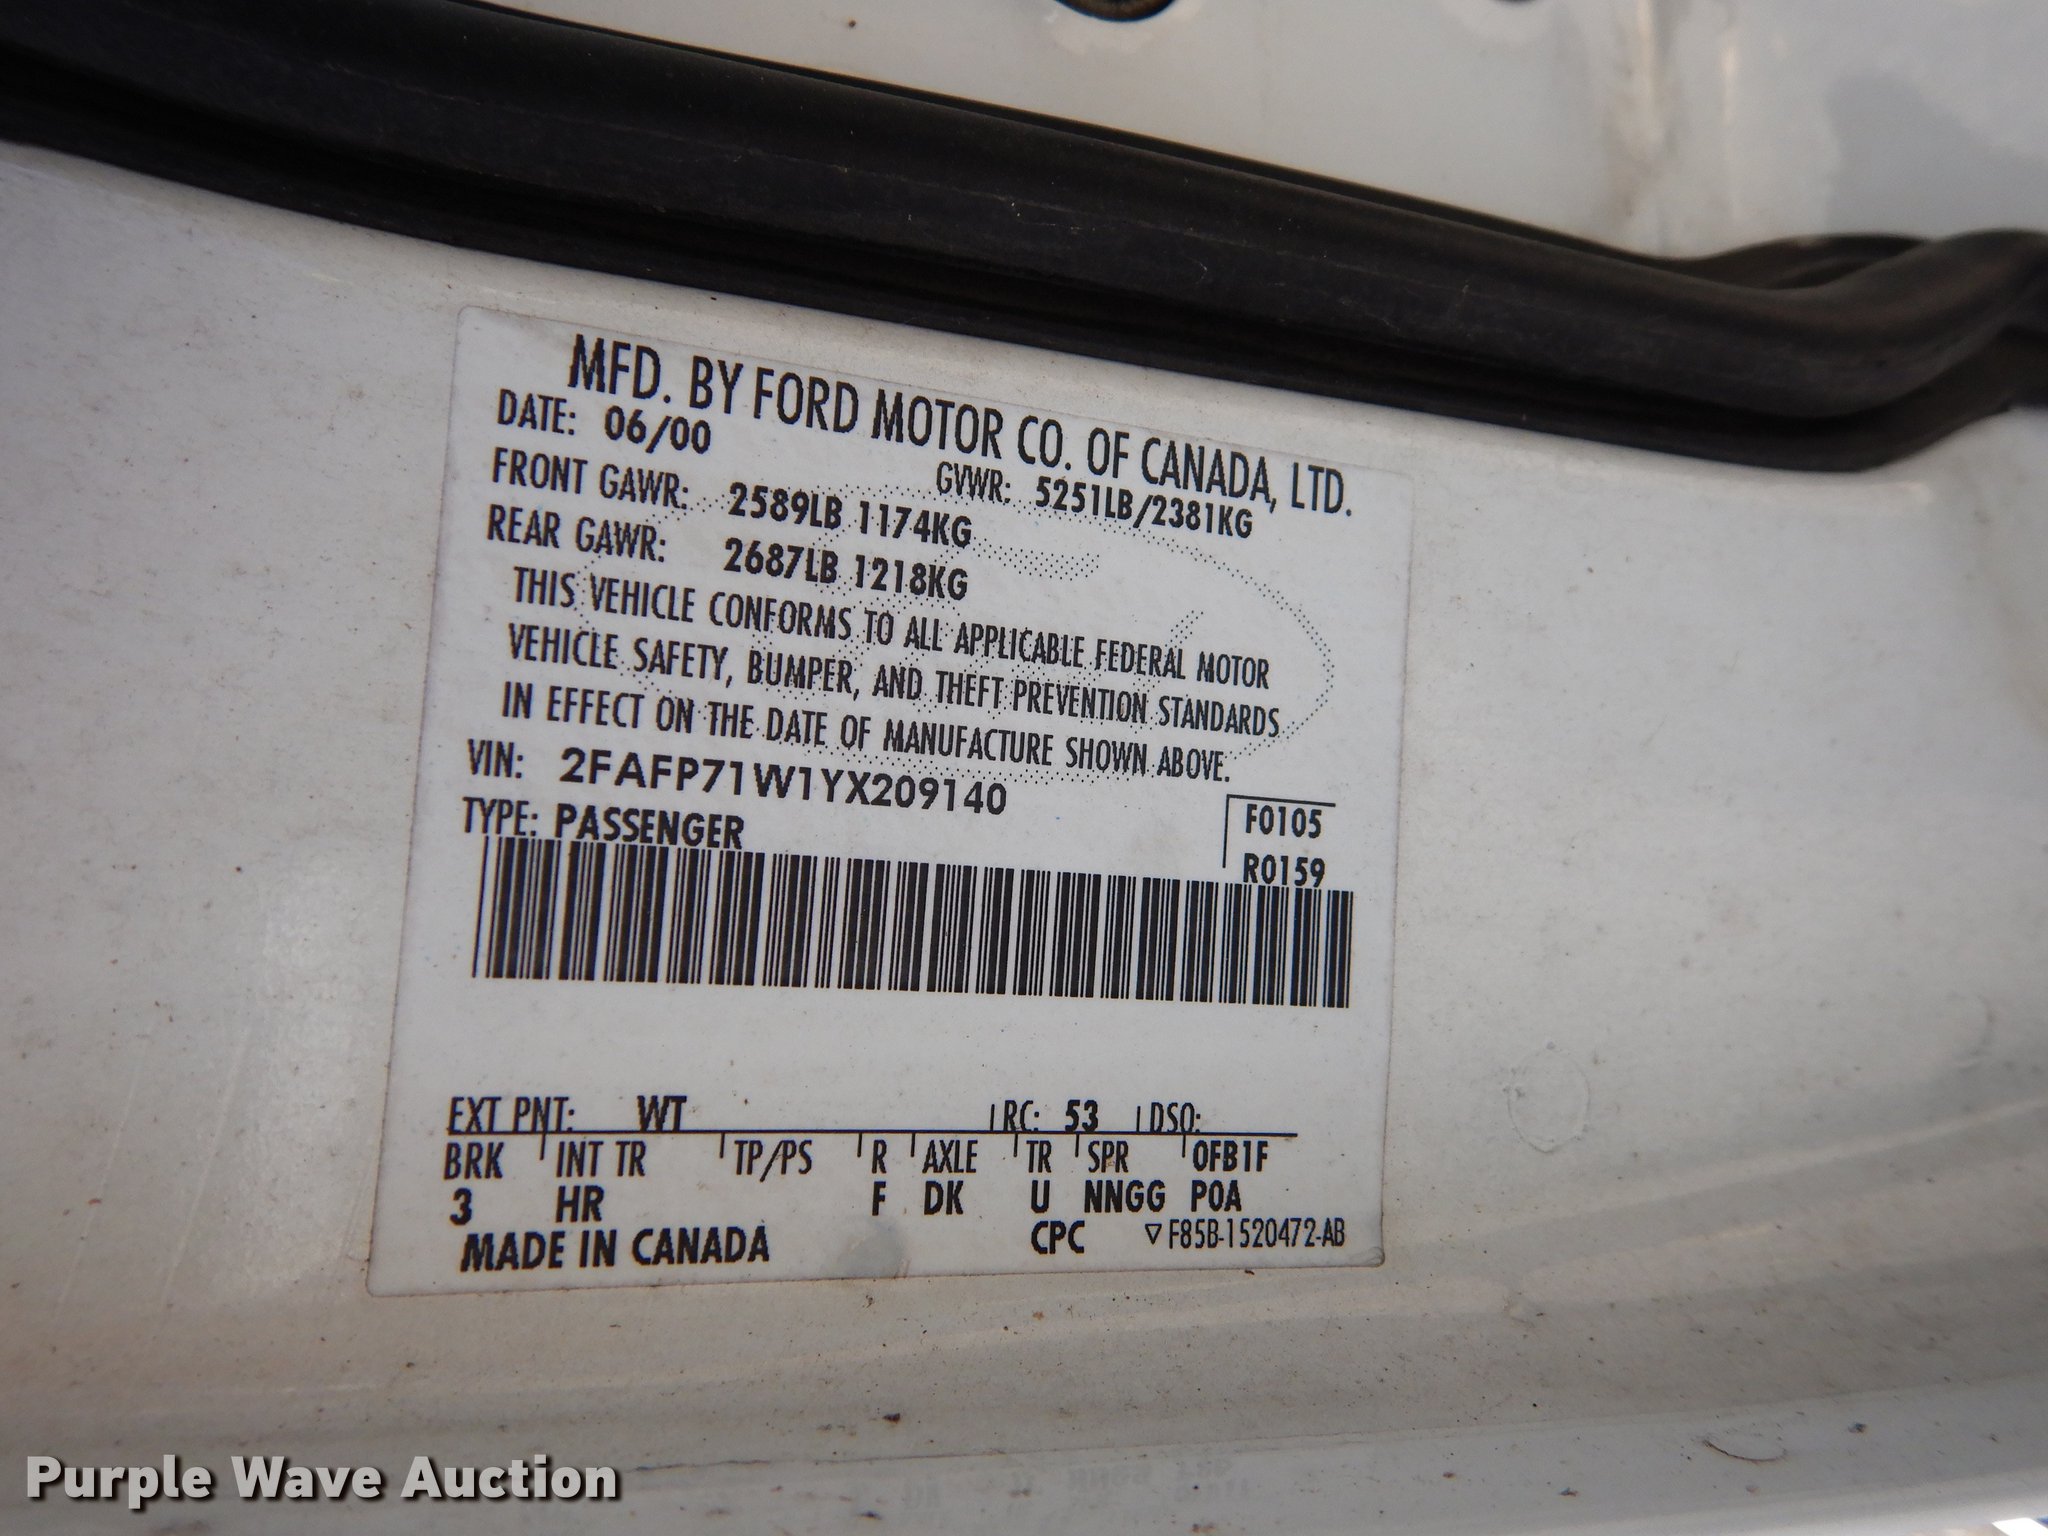 MFD. BY FORD MOTOR CO. OF CANADA, LTD.
DATE: 06/00 GVWR: 5251LB/2381KG
FRONT GAWR: 2589LB 1174KG
REAR GAWR: 2687LB 1218KG
THIS VEHICLE CONFORMS TO ALL APPLICABLE FEDERAL MOTOR
VEHICLE SAFETY, BUMPER, AND THEFT PREVENTION STANDARDS
IN EFFECT ON THE DATE OF MANUFACTURE SHOWN ABOVE.
VIN: 2FAFP71W1YX209140
F0105
TYPE: PASSENGER
R0159
EXT PNT: WT RC: 53 DSO:
BRK INT TR TP/PS R AXLE TR SPR 0FB1F
3 HR F DK U NNGG P0A
MADE IN CANADA CPC ▽F85B-1520472-AB
Purple Wave Auction